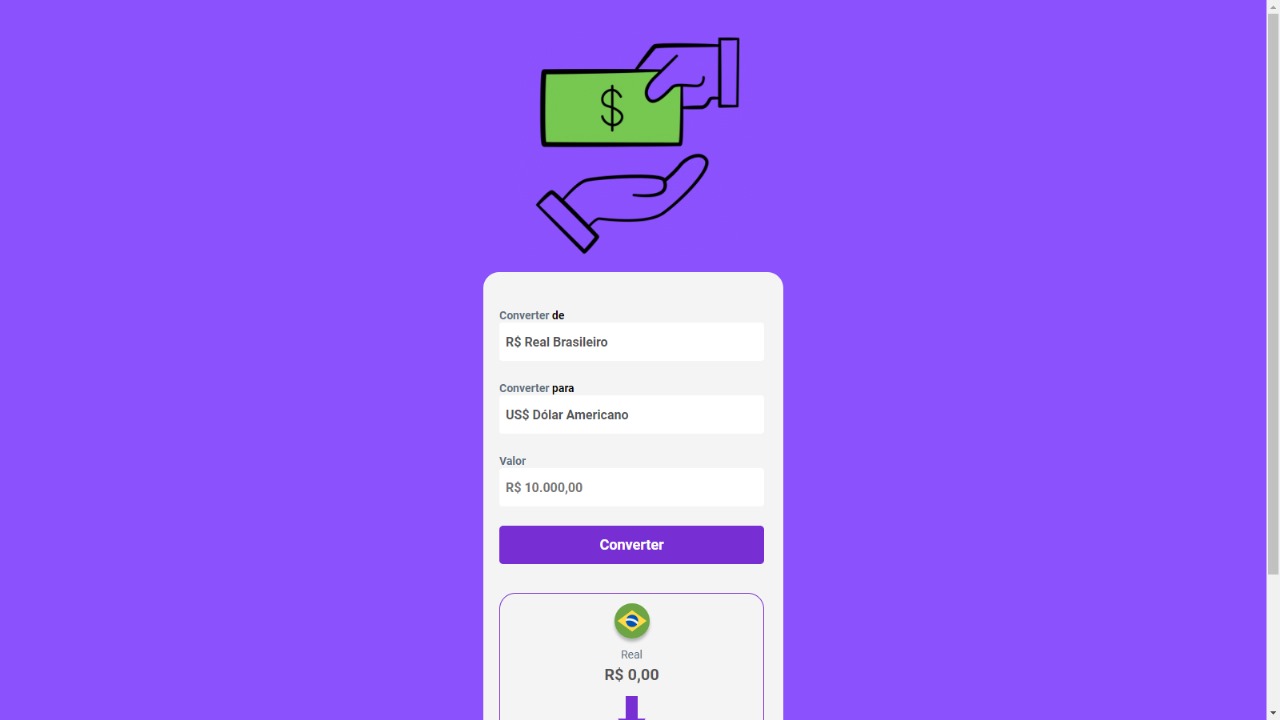 $
Converter de
R$ Real Brasileiro
Converter para
US$ Dólar Americano
Valor
R$ 10.000,00
Converter
Real
R$ 0,00